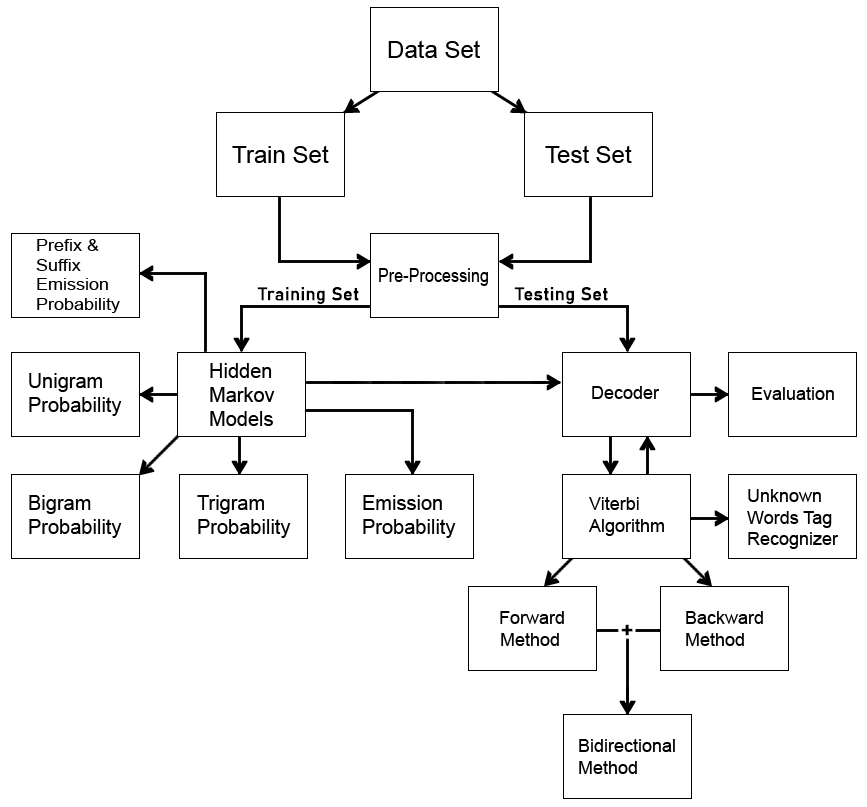 Data Set
Train Set
Test Set
Prefix &
Suffix
Emission
Probability
Pre-Processing
Training Set
Testing Set
Unigram
Probability
Hidden
Markov
Models
Decoder
Evaluation
Bigram
Probability
Trigram
Probability
Emission
Probability
Viterbi
Algorithm
Unknown
Words Tag
Recognizer
Forward
Method
+
Backward
Method
Bidirectional
Method